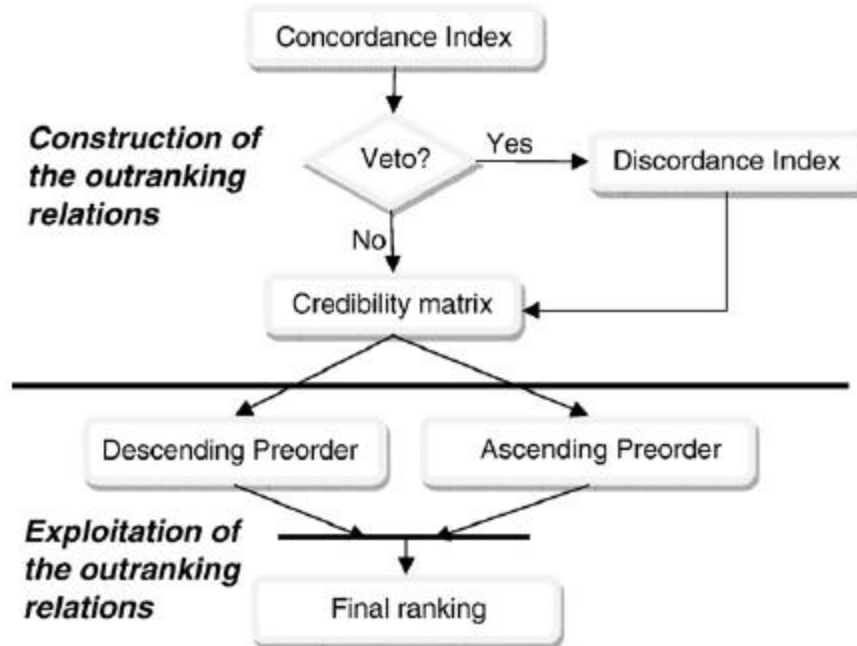 Concordance Index
Construction of
the outranking
relations
Veto?
Yes
Discordance Index
No
Credibility matrix
Descending Preorder
Ascending Preorder
Exploitation of
the outranking
relations
Final ranking